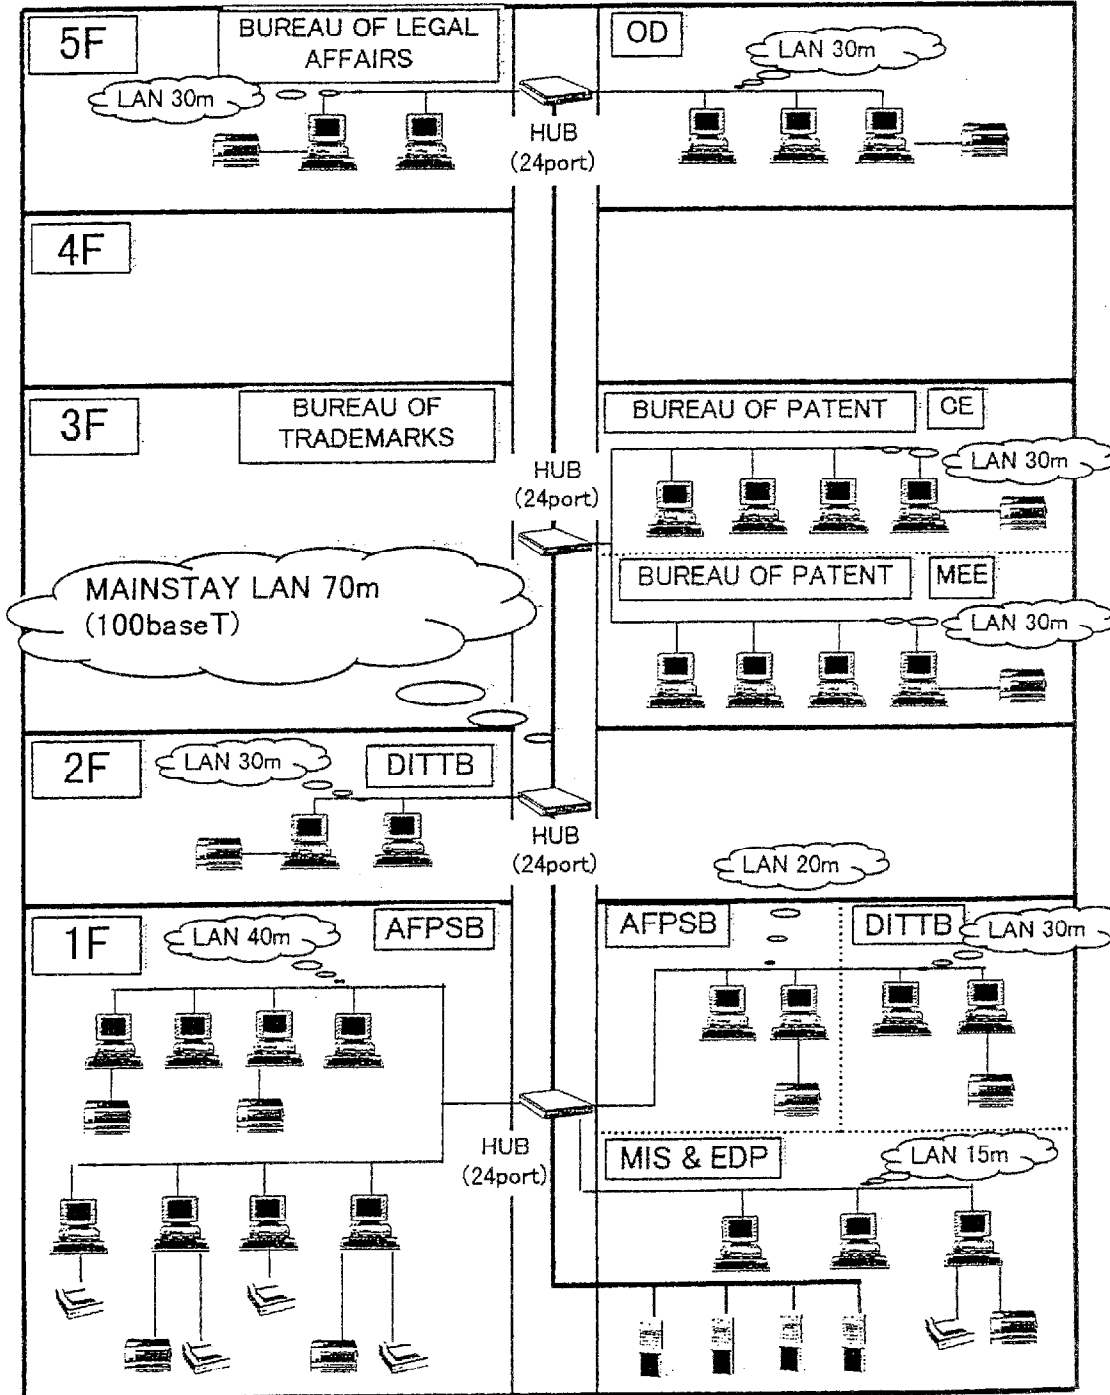 5F
BUREAU OF LEGAL
AFFAIRS
OD
LAN 30m
LAN 30m
HUB
(24port)
4F
3F
BUREAU OF
TRADEMARKS
BUREAU OF PATENT
CE
HUB
(24port)
LAN 30m
MAINSTAY LAN 70m
(100baseT)
BUREAU OF PATENT
MEE
LAN 30m
2F
LAN 30m
DITTB
HUB
(24port)
LAN 20m
1F
LAN 40m
AFPSB
AFPSB
DITTB
LAN 30m
HUB
(24port)
MIS & EDP
LAN 15m